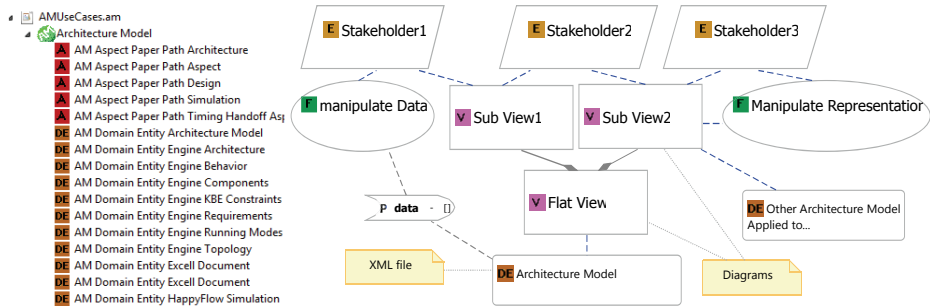 AMUseCases.am
Architecture Model
A AM Aspect Paper Path Architecture
A AM Aspect Paper Path Aspect
A AM Aspect Paper Path Design
A AM Aspect Paper Path Simulation
A AM Aspect Paper Path Timing Handoff Asp
DE AM Domain Entity Architecture Model
DE AM Domain Entity Engine Architecture
DE AM Domain Entity Engine Behavior
DE AM Domain Entity Engine Components
DE AM Domain Entity Engine KBE Constraints
DE AM Domain Entity Engine Requirements
DE AM Domain Entity Engine Running Modes
DE AM Domain Entity Engine Topology
DE AM Domain Entity Excell Document
DE AM Domain Entity Excell Document
DE AM Domain Entity HappyFlow Simulation
E Stakeholder1
E Stakeholder2
E Stakeholder3
F manipulate Data
V Sub View1
V Sub View2
F Manipulate Representation
P data - []
V Flat View
DE Other Architecture Model
Applied to...
XML file
DE Architecture Model
Diagrams